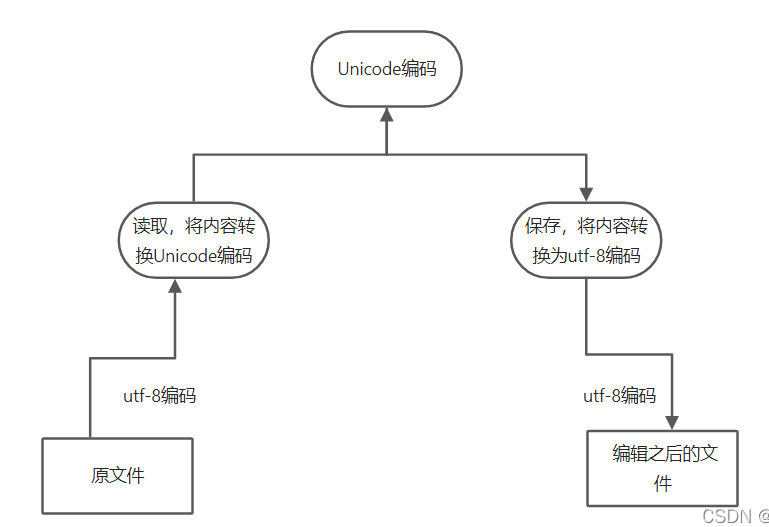 Unicode编码
读取，将内容转
换Unicode编码
保存，将内容转
换为utf-8编码
utf-8编码
utf-8编码
原文件
编辑之后的文
件
CSDN @